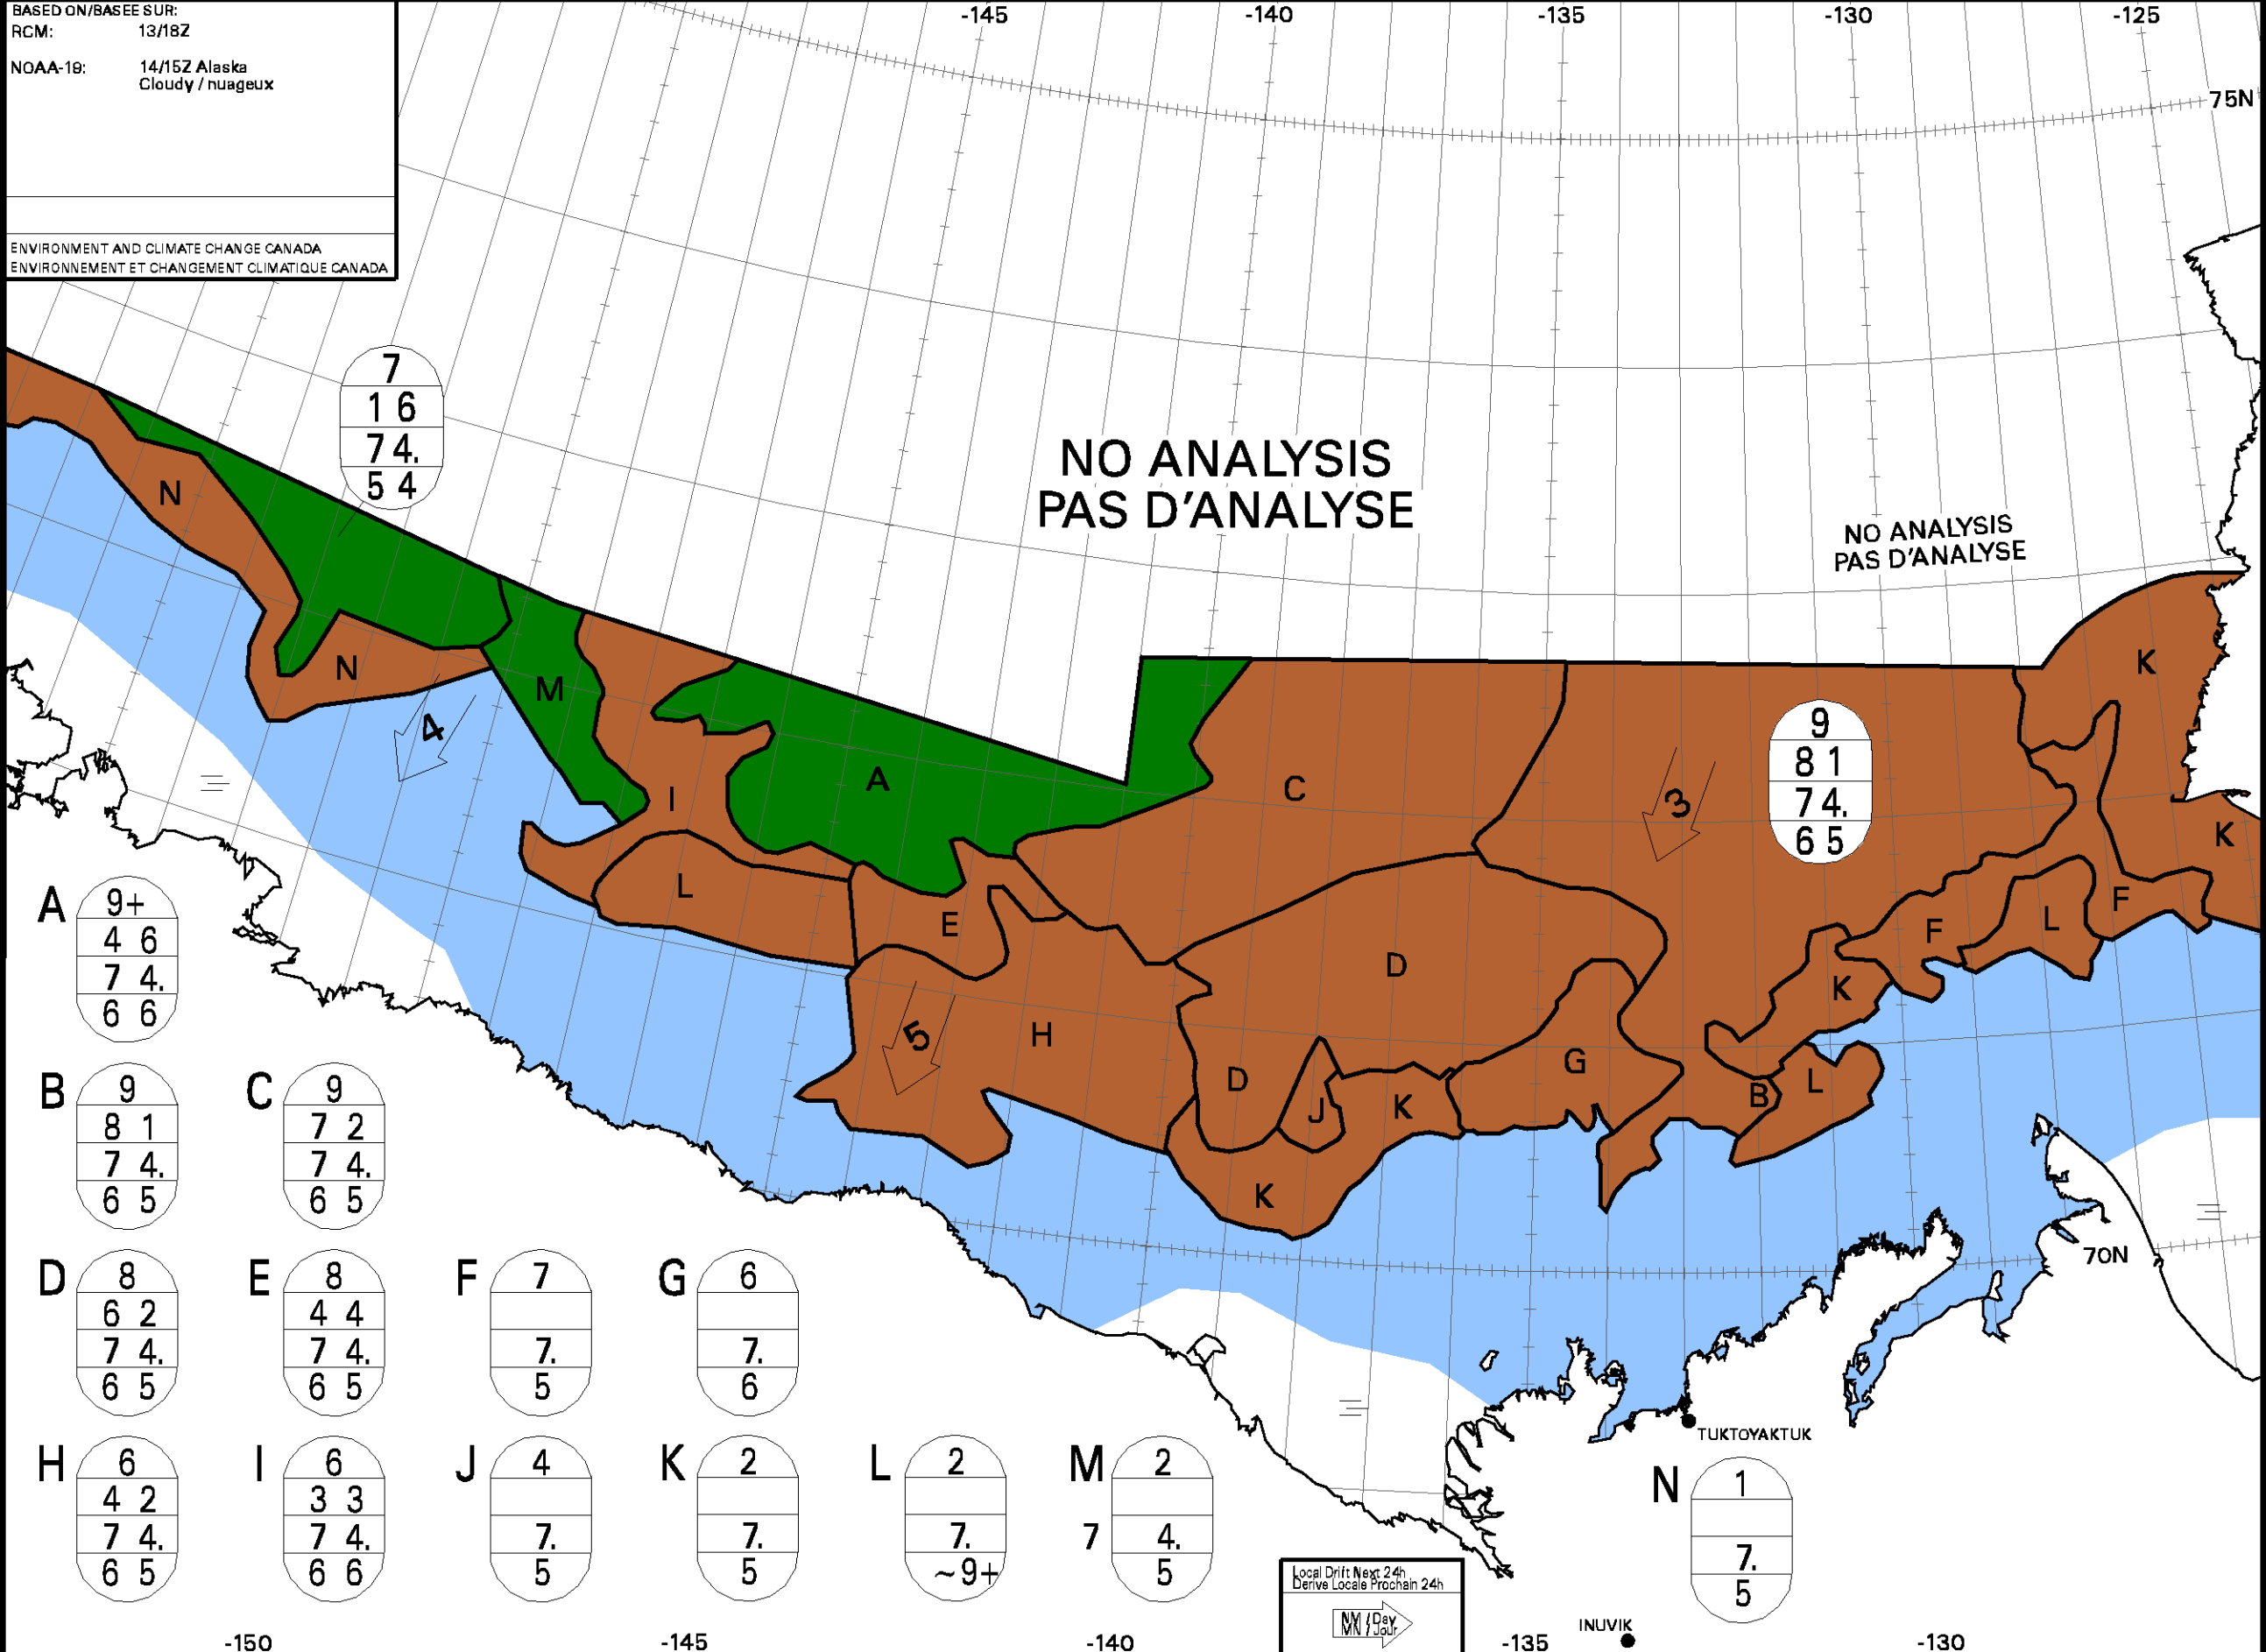 BASED ON/BASEE SUR:
RCM: 13/18Z
NOAA-19: 14/15Z Alaska
Cloudy / nuageux
ENVIRONMENT AND CLIMATE CHANGE CANADA
ENVIRONNEMENT ET CHANGEMENT CLIMATIQUE CANADA
-145 -140 -135 -130 -125
75N
7
1 6
7 4.
5 4
NO ANALYSIS
PAS D'ANALYSE
NO ANALYSIS
PAS D'ANALYSE
N
N
4
M
I
L
A
E
5
H
C
D
D
J
K
K
G
3
9
8 1
7 4.
6 5
K
K
F
L
F
K
B
L
A
9+
4 6
7 4.
6 6
B
9
8 1
7 4.
6 5
C
9
7 2
7 4.
6 5
D
8
6 2
7 4.
6 5
E
8
4 4
7 4.
6 5
F
7
7.
5
G
6
7.
6
H
6
4 2
7 4.
6 5
I
6
3 3
7 4.
6 6
J
4
7.
5
K
2
7.
5
L
2
7.
~9+
M
2
7 4.
5
N
1
7.
5
70N
TUKTOYAKTUK
INUVIK
Local Drift Next 24h
Derive Locale Prochain 24h
NM / Day
MN / Jour
-150 -145 -140 -135 -130